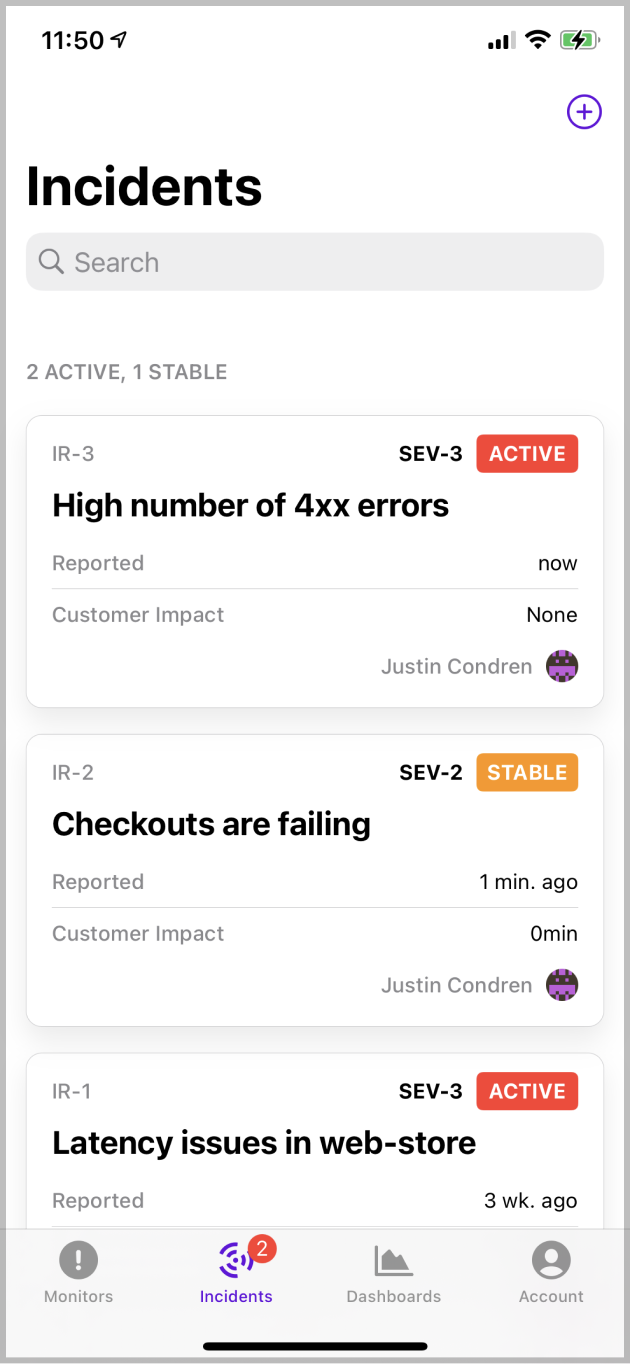 11:50
Incidents
Search
2 ACTIVE, 1 STABLE
IR-3 SEV-3 ACTIVE
High number of 4xx errors
Reported now
Customer Impact None
Justin Condren
IR-2 SEV-2 STABLE
Checkouts are failing
Reported 1 min. ago
Customer Impact 0min
Justin Condren
IR-1 SEV-3 ACTIVE
Latency issues in web-store
Reported 3 wk. ago
2
Monitors Incidents Dashboards Account